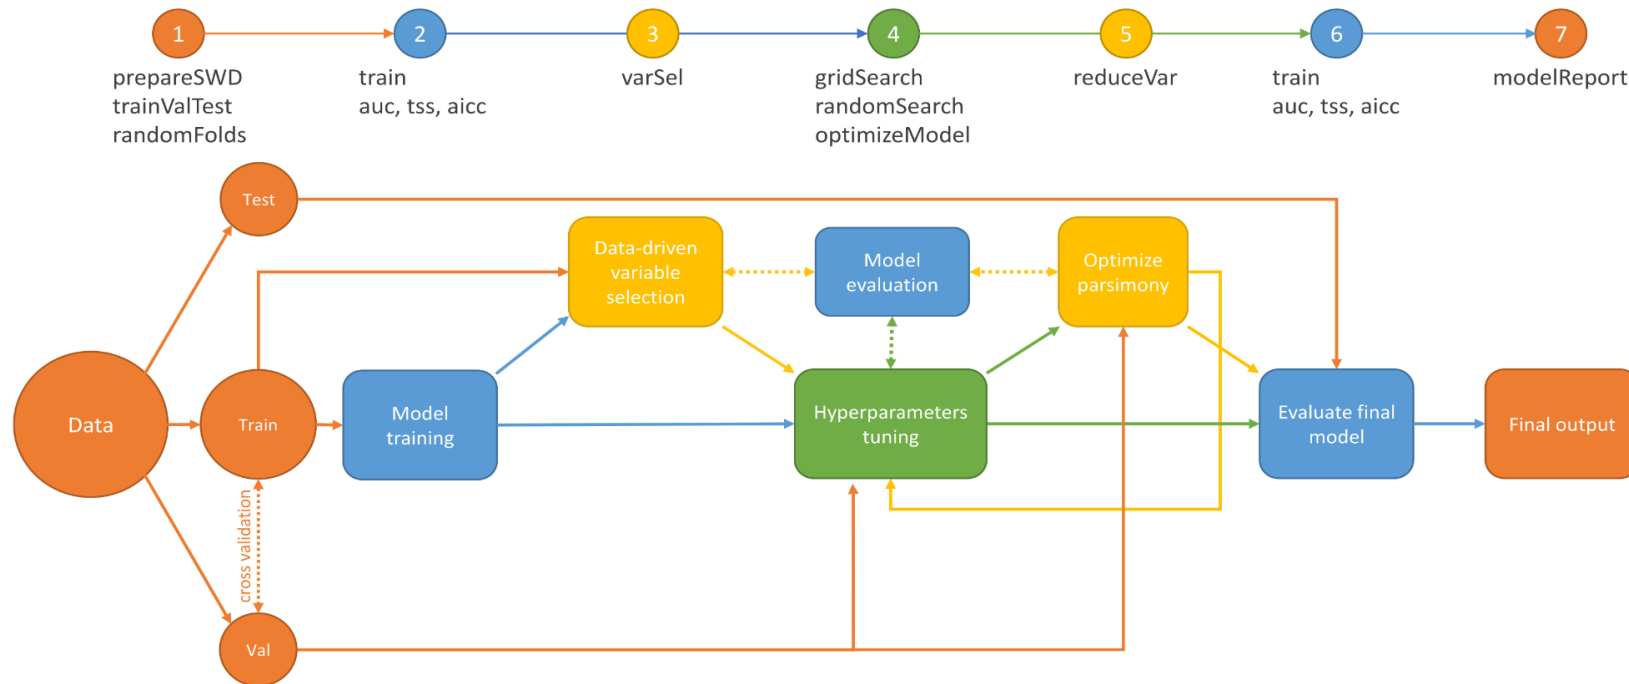 1 2 3 4 5 6 7
prepareSWD
trainValTest
randomFolds
train
auc, tss, aicc
varSel
gridSearch
randomSearch
optimizeModel
reduceVar
train
auc, tss, aicc
modelReport
Test
Data-driven
variable
selection
Model
evaluation
Optimize
parsimony
Data
Train
Model
training
Hyperparameters
tuning
Evaluate final
model
Final output
cross validation
Val